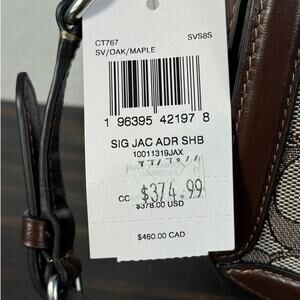 CT767 SVS8S
SV/OAK/MAPLE
1 96395 42197 8
SIG JAC ADR SHB
10011319JAX
$374.99
$378.00 USD
$460.00 CAD